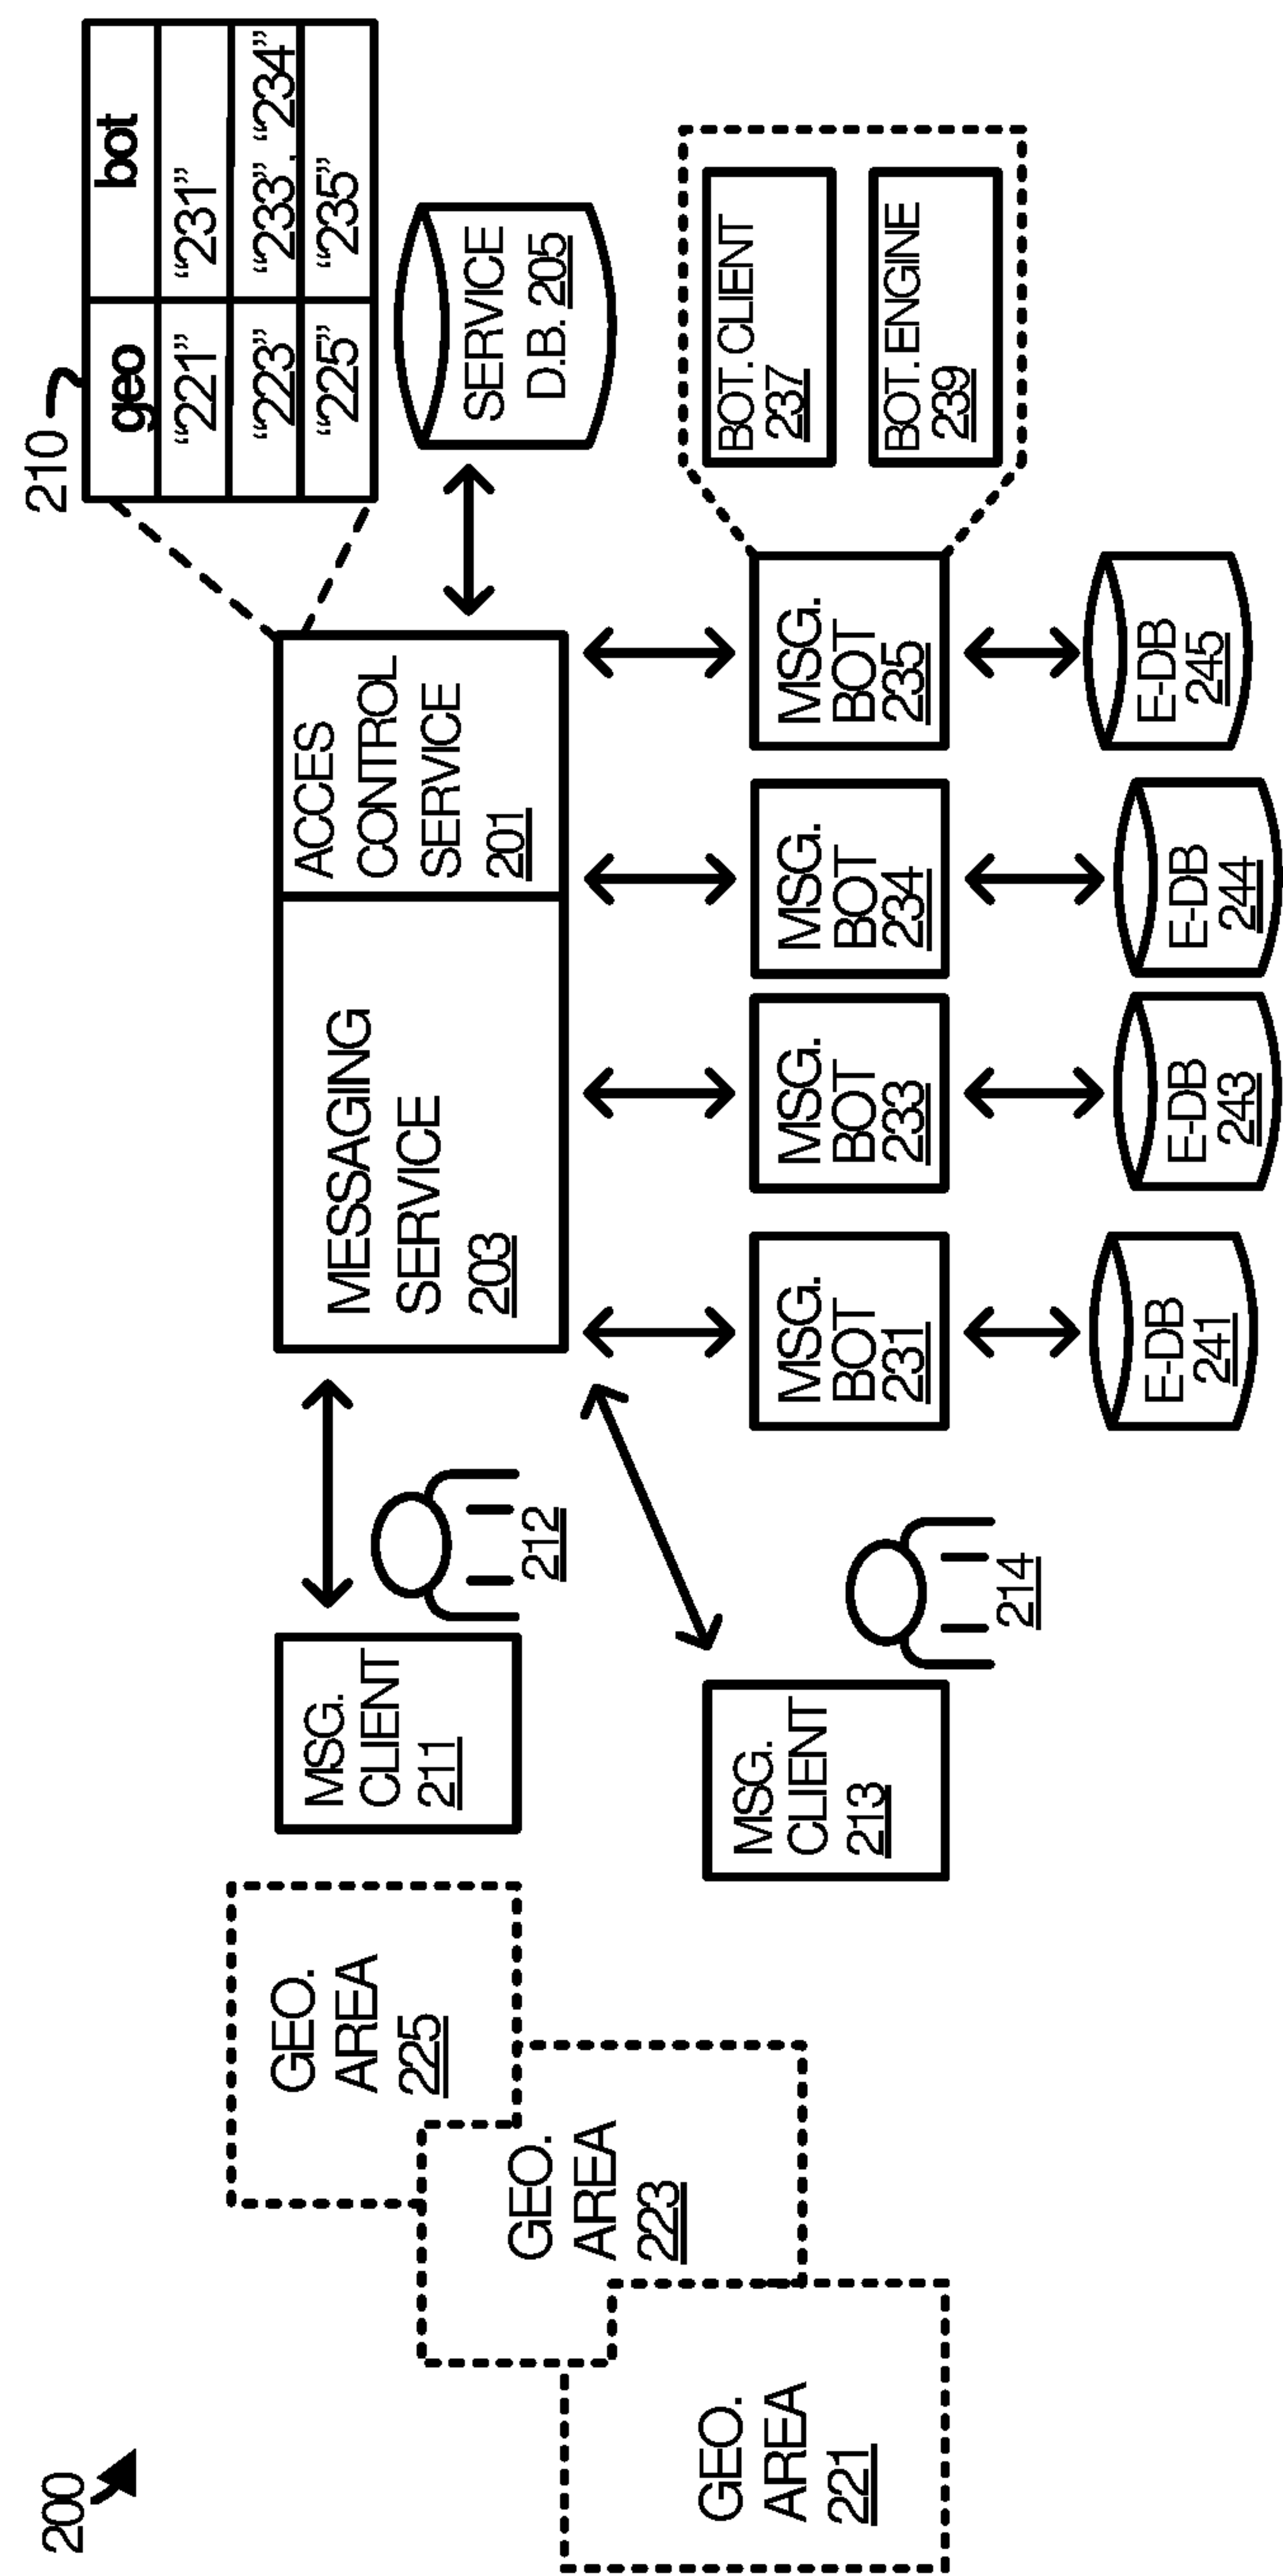 200
GEO.
AREA
221
GEO.
AREA
223
GEO.
AREA
225
MSG.
CLIENT
211
212
MSG.
CLIENT
213
214
MESSAGING
SERVICE
203
ACCES
CONTROL
SERVICE
201
210
geo bot
“221” “231”
“223” “233”, “234”
“225” “235”
SERVICE
D.B. 205
MSG.
BOT
231
MSG.
BOT
233
MSG.
BOT
234
MSG.
BOT
235
BOT. CLIENT
237
BOT. ENGINE
239
E-DB
241
E-DB
243
E-DB
244
E-DB
245